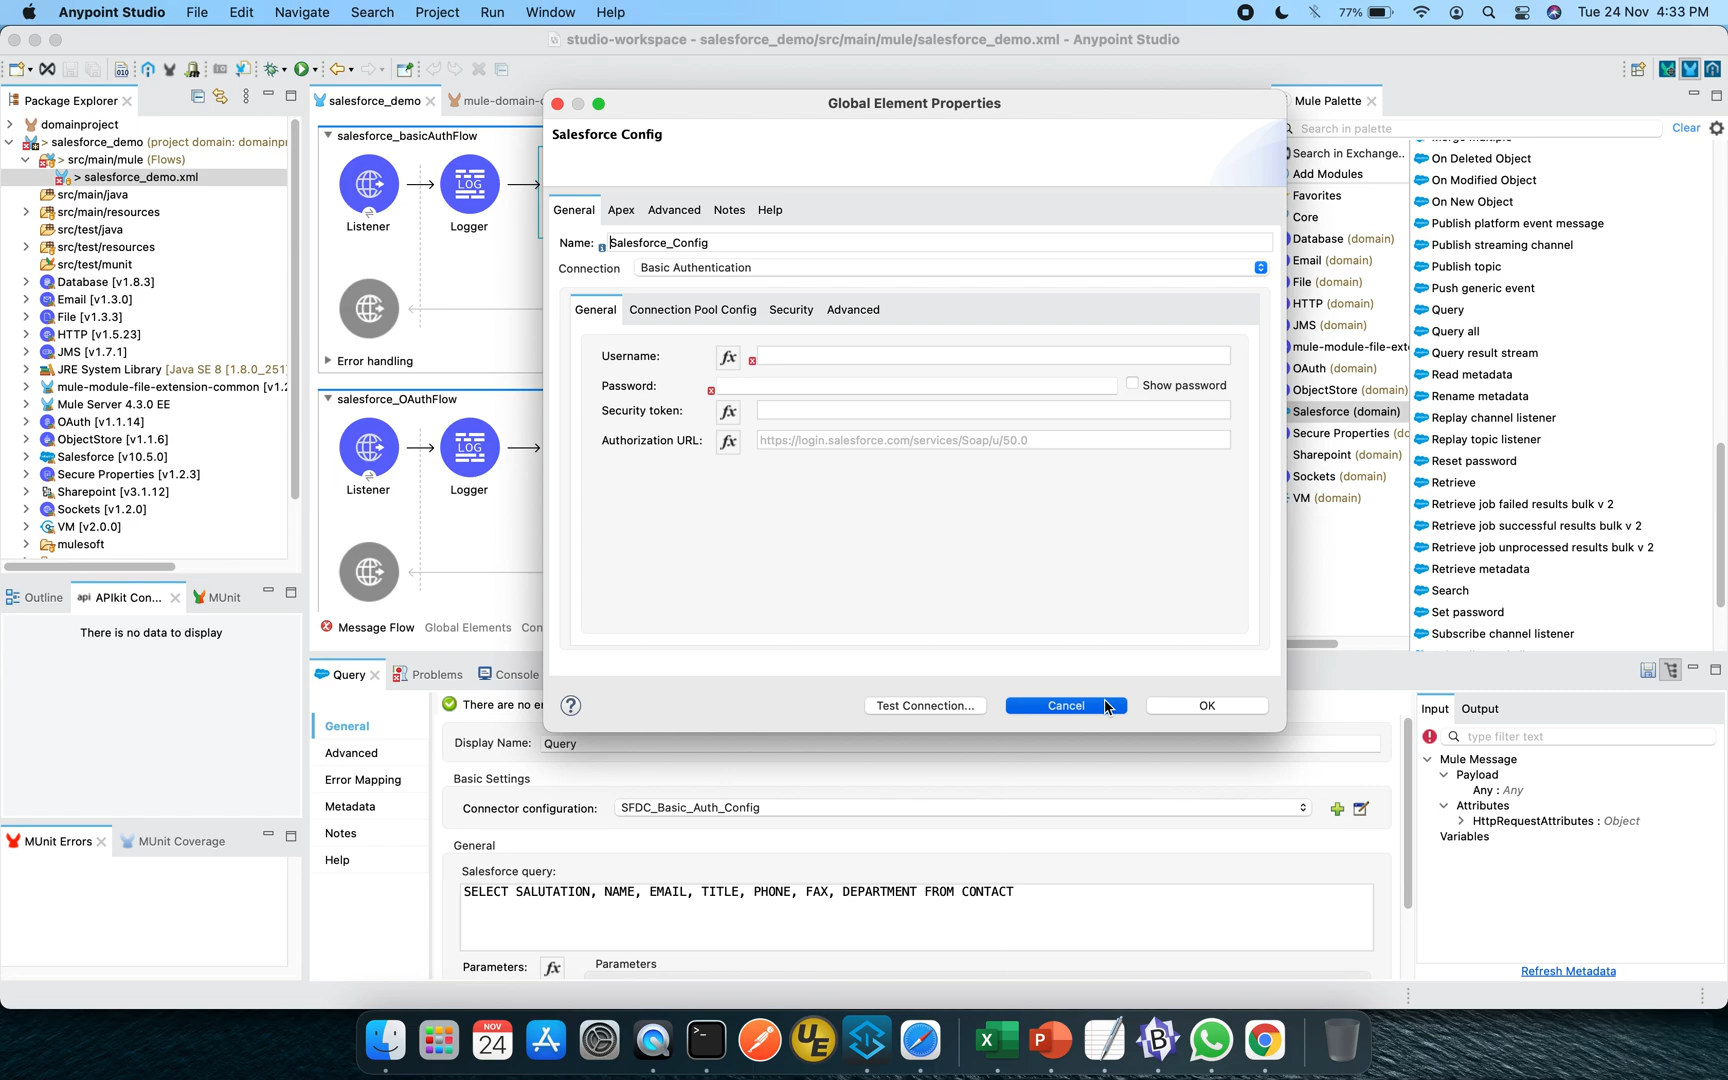 Anypoint Studio File Edit Navigate Search Project Run Window Help
77% Tue 24 Nov 4:33 PM
studio-workspace - salesforce_demo/src/main/mule/salesforce_demo.xml - Anypoint Studio
Package Explorer
domainproject
> salesforce_demo (project domain: domainpr
> src/main/mule (Flows)
> salesforce_demo.xml
src/main/java
src/main/resources
src/test/java
src/test/resources
src/test/munit
Database [v1.8.3]
Email [v1.3.0]
File [v1.3.3]
HTTP [v1.5.23]
JMS [v1.7.1]
JRE System Library [Java SE 8 [1.8.0_251
mule-module-file-extension-common [v1.2
Mule Server 4.3.0 EE
OAuth [v1.1.14]
ObjectStore [v1.1.6]
Salesforce [v10.5.0]
Secure Properties [v1.2.3]
Sharepoint [v3.1.12]
Sockets [v1.2.0]
VM [v2.0.0]
mulesoft
Outline
api APIkit Con...
MUnit
There is no data to display
MUnit Errors
MUnit Coverage
salesforce_demo
mule-domain-c
salesforce_basicAuthFlow
LOG
Listener
Logger
Error handling
salesforce_OAuthFlow
LOG
Listener
Logger
Message Flow Global Elements Con
Global Element Properties
Salesforce Config
General Apex Advanced Notes Help
Name: Salesforce_Config
Connection Basic Authentication
General Connection Pool Config Security Advanced
Username: fx
Password: Show password
Security token: fx
Authorization URL: fx https://login.salesforce.com/services/Soap/u/50.0
Test Connection... Cancel OK
Mule Palette
Search in palette Clear
Search in Exchange..
Add Modules
Favorites
Core
Database (domain)
Email (domain)
File (domain)
HTTP (domain)
JMS (domain)
mule-module-file-exte
OAuth (domain)
ObjectStore (domain)
Salesforce (domain)
Secure Properties (dc
Sharepoint (domain)
Sockets (domain)
VM (domain)
On Deleted Object
On Modified Object
On New Object
Publish platform event message
Publish streaming channel
Publish topic
Push generic event
Query
Query all
Query result stream
Read metadata
Rename metadata
Replay channel listener
Replay topic listener
Reset password
Retrieve
Retrieve job failed results bulk v 2
Retrieve job successful results bulk v 2
Retrieve job unprocessed results bulk v 2
Retrieve metadata
Search
Set password
Subscribe channel listener
Query
Problems
Console
General
Advanced
Error Mapping
Metadata
Notes
Help
There are no er
Display Name: Query
Basic Settings
Connector configuration: SFDC_Basic_Auth_Config
General
Salesforce query:
SELECT SALUTATION, NAME, EMAIL, TITLE, PHONE, FAX, DEPARTMENT FROM CONTACT
Parameters: fx Parameters
Input Output
type filter text
Mule Message
Payload
Any : Any
Attributes
HttpRequestAttributes : Object
Variables
Refresh Metadata
NOV
24
UE
X
P
B